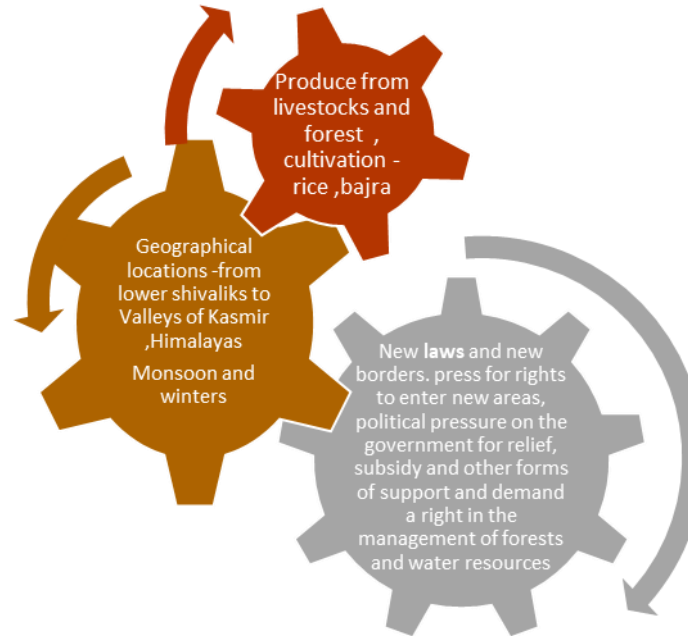 Produce from
livestocks and
forest ,
cultivation -
rice ,bajra
Geographical
locations -from
lower shivaliks to
Valleys of Kasmir
,Himalayas
Monsoon and
winters
New laws and new
borders. press for rights
to enter new areas,
political pressure on the
government for relief,
subsidy and other forms
of support and demand
a right in the
management of forests
and water resources